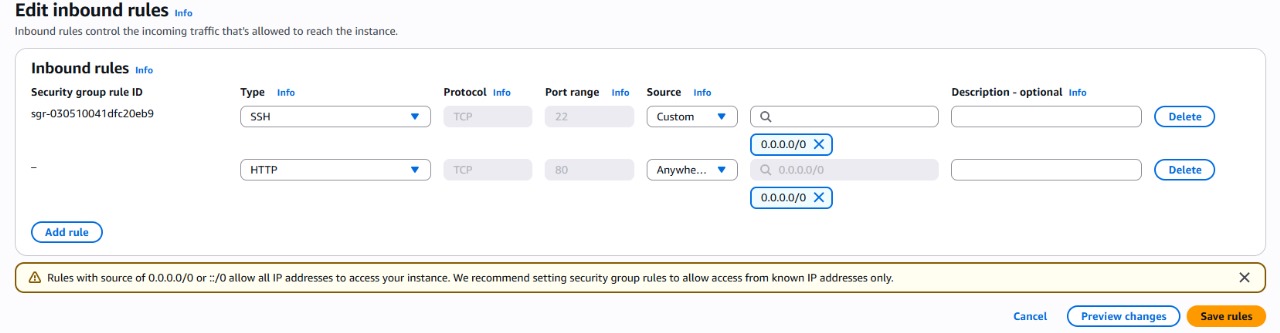 Edit inbound rules Info
Inbound rules control the incoming traffic that's allowed to reach the instance.
Inbound rules Info
Security group rule ID Type Info Protocol Info Port range Info Source Info Description - optional Info
sgr-030510041dfc20eb9 SSH TCP 22 Custom Delete
0.0.0.0/0
– HTTP TCP 80 Anywhe... 0.0.0.0/0 Delete
0.0.0.0/0
Add rule
Rules with source of 0.0.0.0/0 or ::/0 allow all IP addresses to access your instance. We recommend setting security group rules to allow access from known IP addresses only.
Cancel Preview changes Save rules